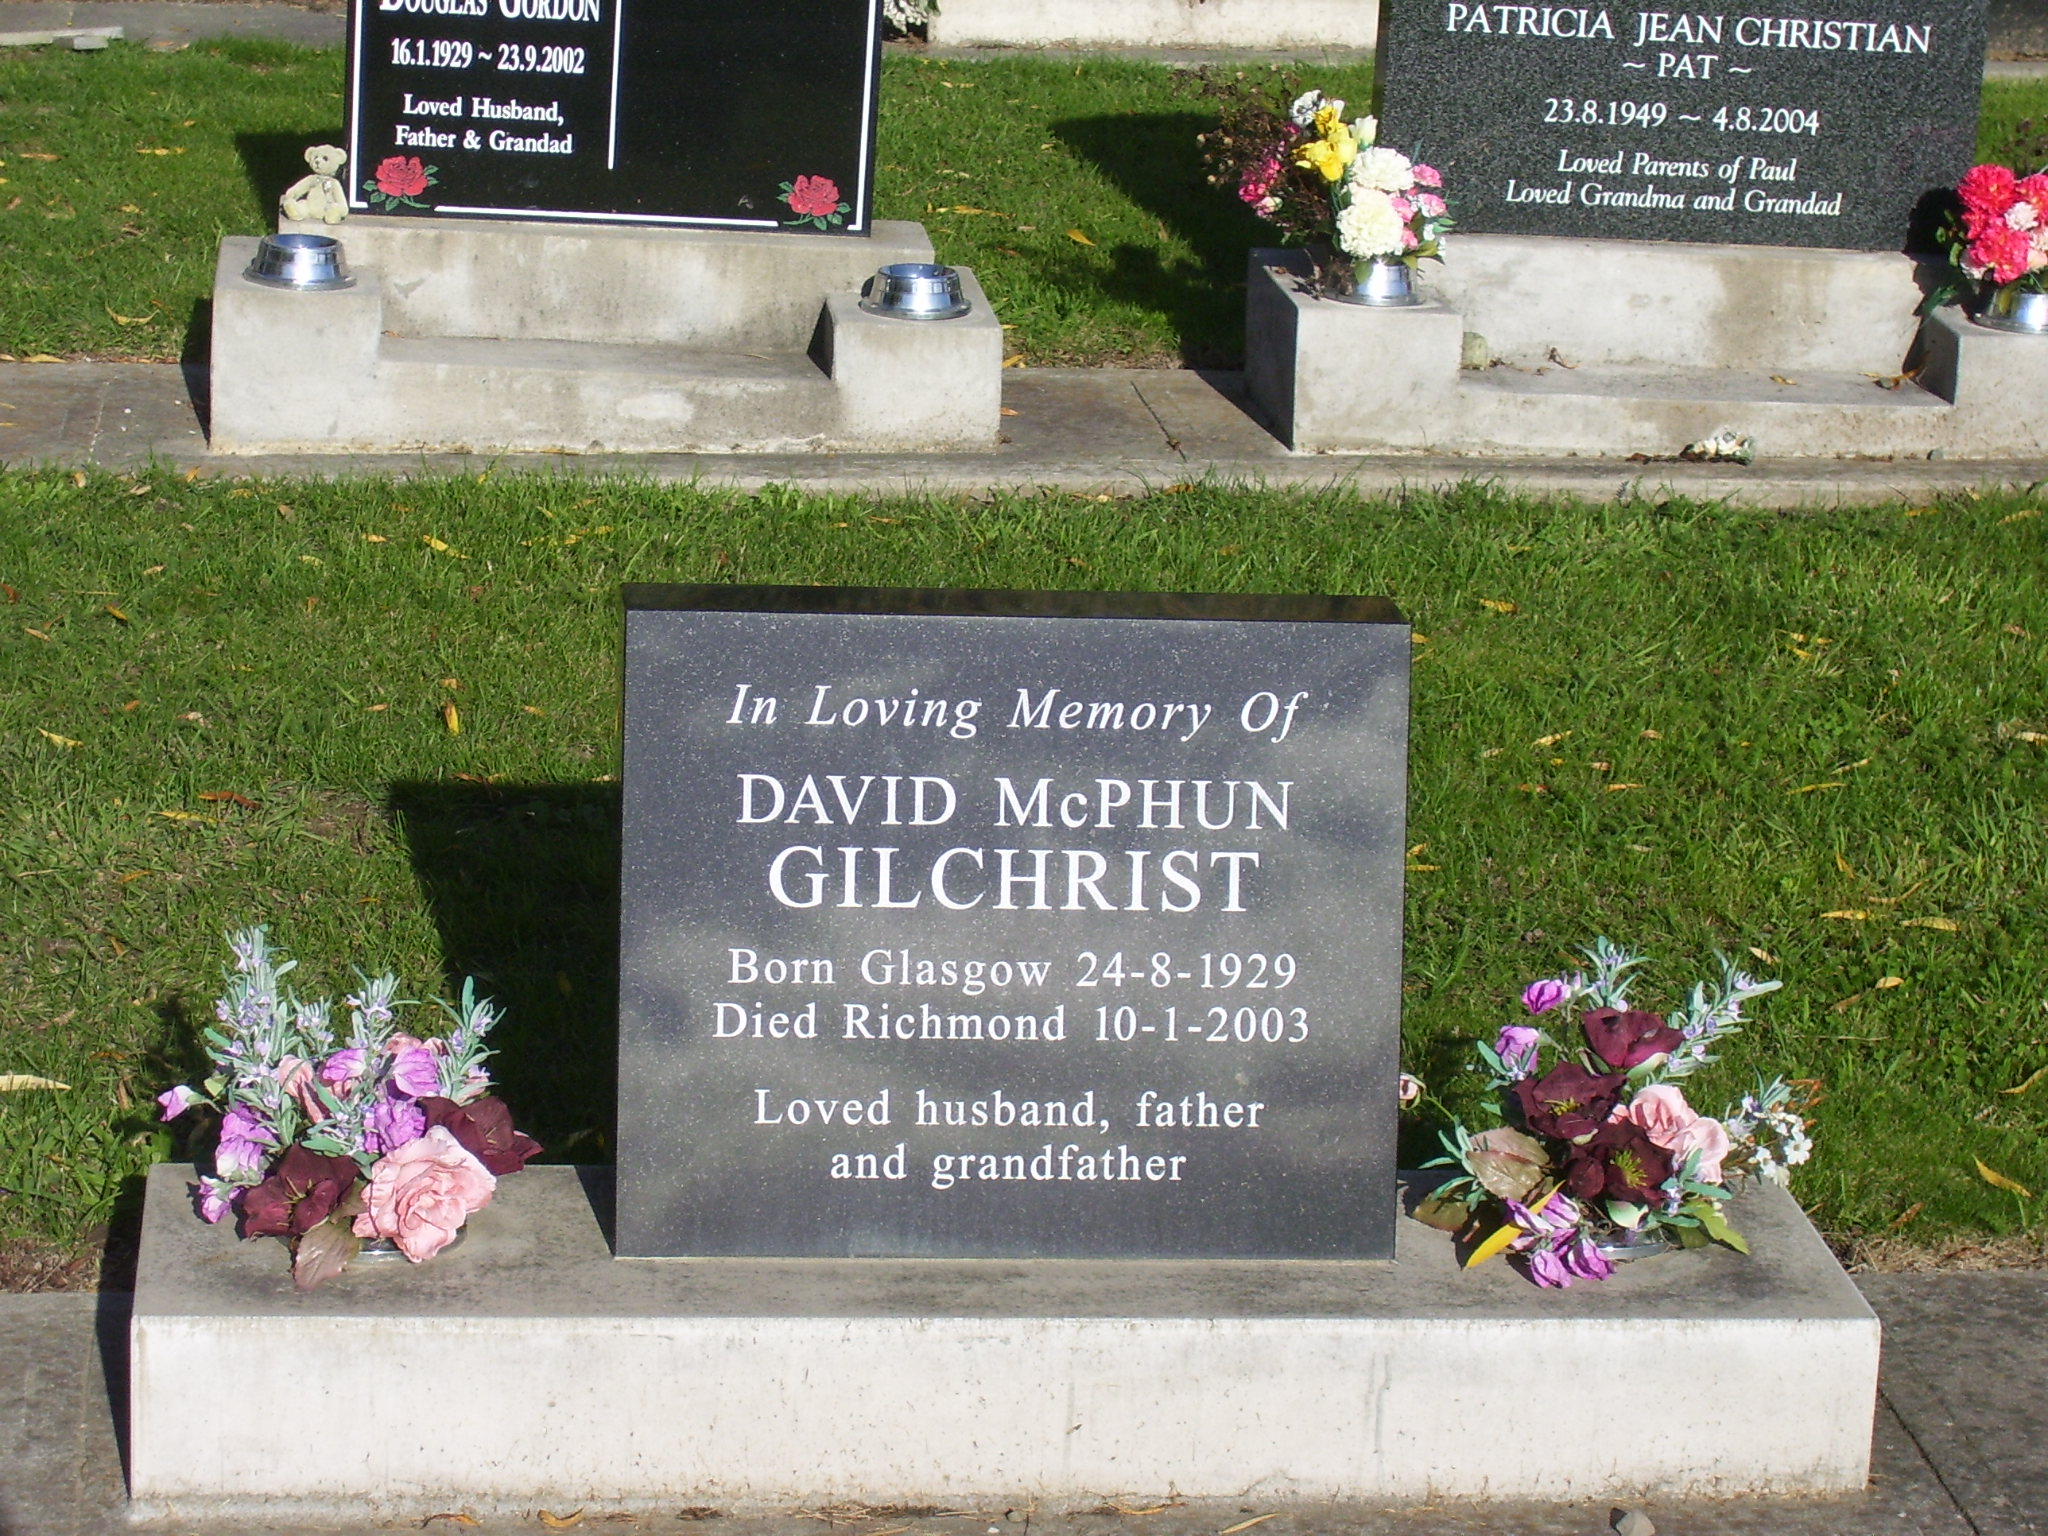 DOUGLAS GORDON
16.1.1929 ~ 23.9.2002
Loved Husband,
Father & Grandad
PATRICIA JEAN CHRISTIAN
~ PAT ~
23.8.1949 ~ 4.8.2004
Loved Parents of Paul
Loved Grandma and Grandad
In Loving Memory Of
DAVID McPHUN
GILCHRIST
Born Glasgow 24-8-1929
Died Richmond 10-1-2003
Loved husband, father
and grandfather